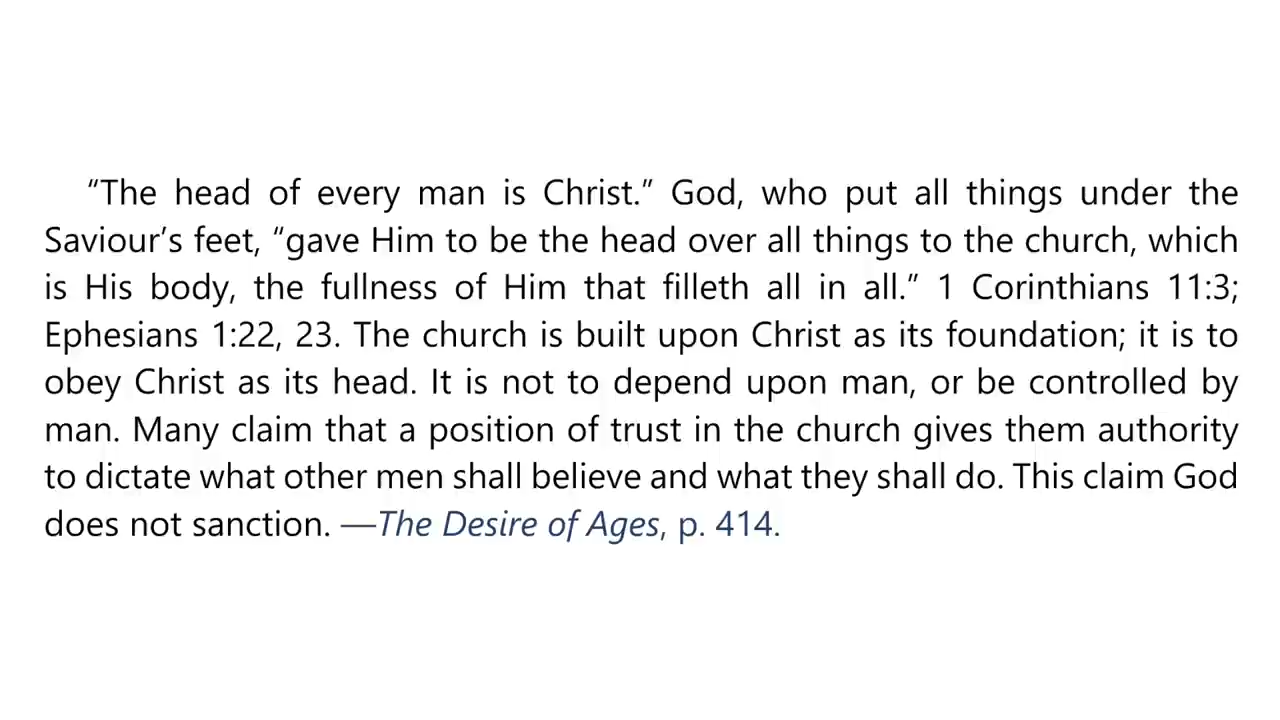 “The head of every man is Christ.” God, who put all things under the
Saviour’s feet, “gave Him to be the head over all things to the church, which
is His body, the fullness of Him that filleth all in all.” 1 Corinthians 11:3;
Ephesians 1:22, 23. The church is built upon Christ as its foundation; it is to
obey Christ as its head. It is not to depend upon man, or be controlled by
man. Many claim that a position of trust in the church gives them authority
to dictate what other men shall believe and what they shall do. This claim God
does not sanction. —The Desire of Ages, p. 414.